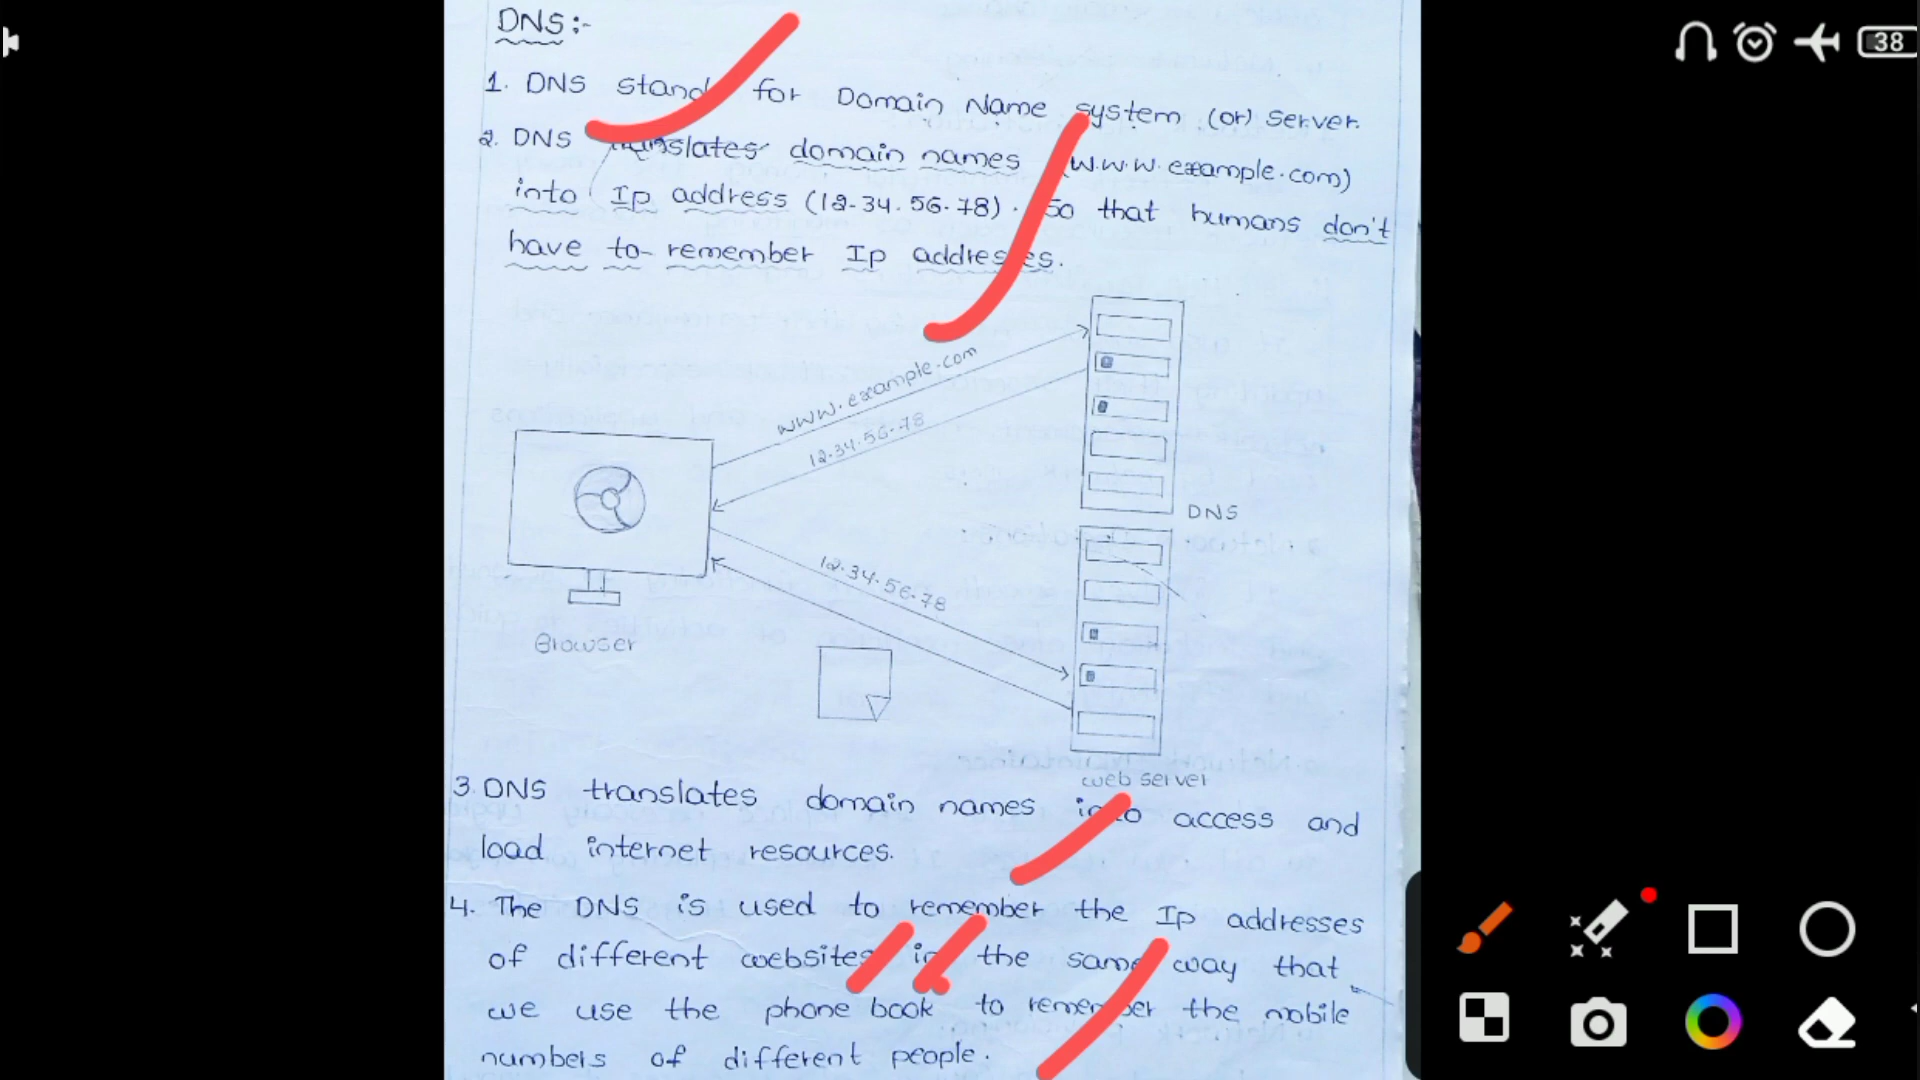 38
DNS:-
1. DNS stand for Domain Name system (or) server.
2. DNS translates domain names (w.w.w.example.com)
into Ip address (12.34.56.78). So that humans don't
have to remember Ip addresses.
www.example.com
12.34.56.78
DNS
12.34.56.78
Browser
web server
3. DNS translates domain names into access and
load internet resources.
4. The DNS is used to remember the Ip addresses
of different websites in the same way that
we use the phone book to remember the mobile
numbers of different people.